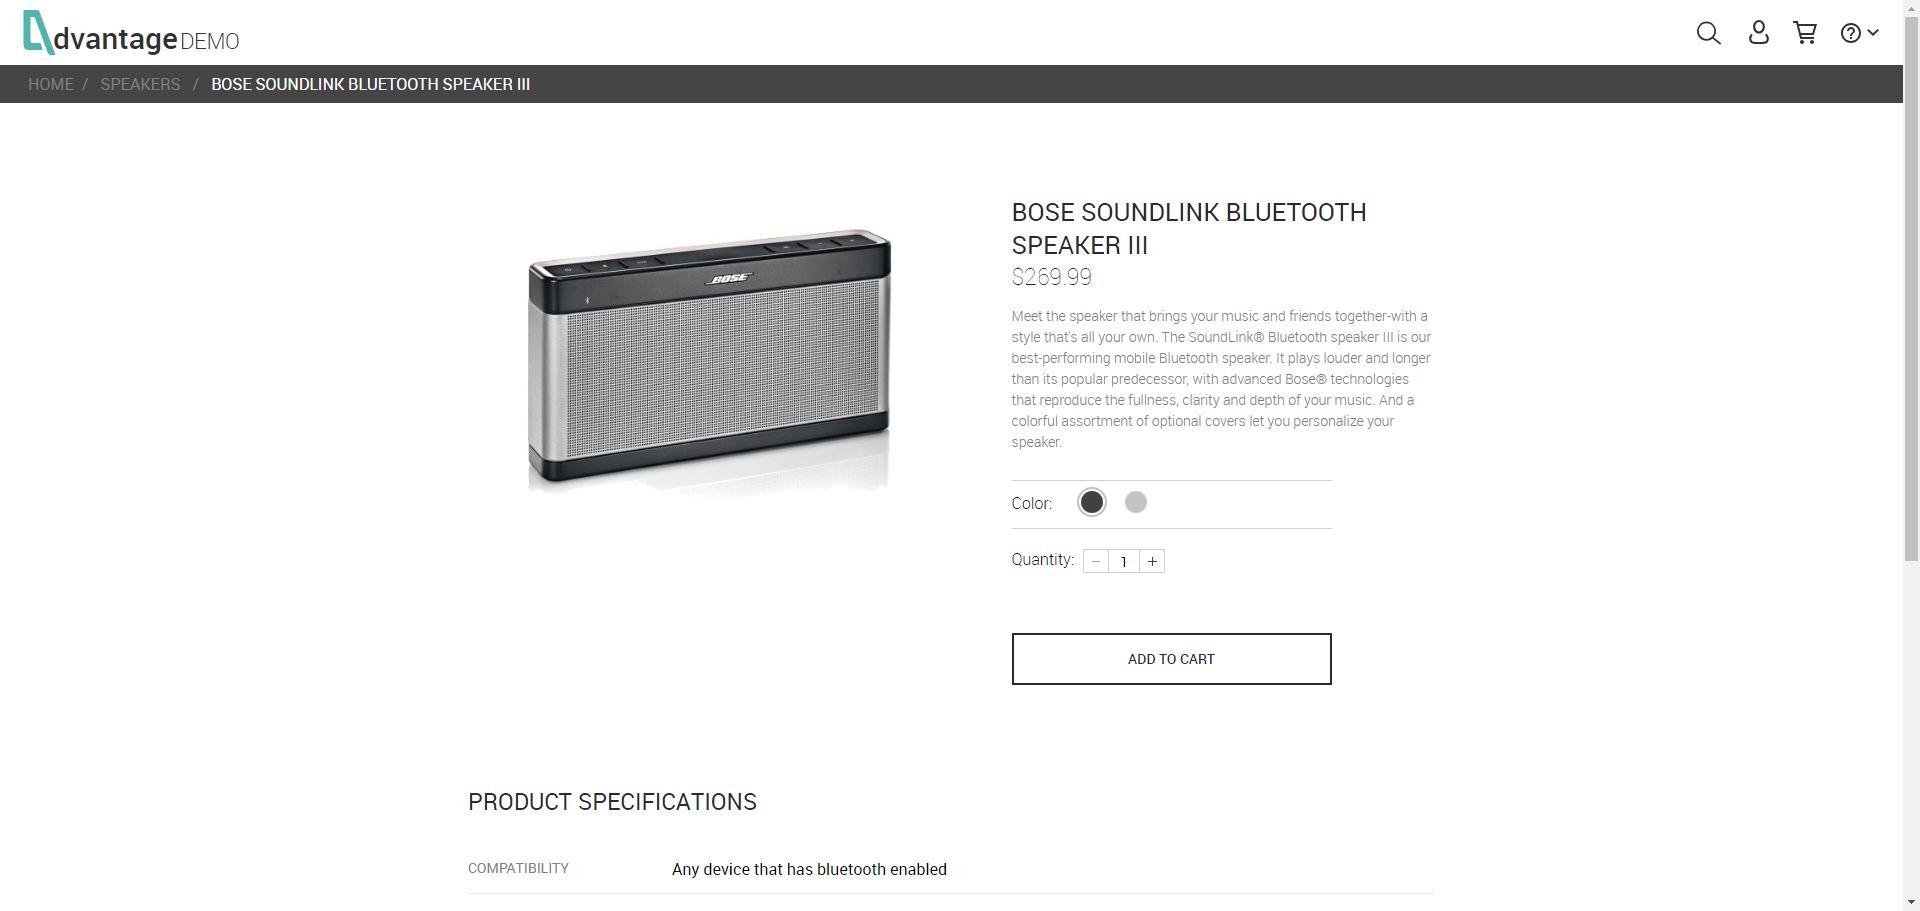 dvantage DEMO
HOME / SPEAKERS / BOSE SOUNDLINK BLUETOOTH SPEAKER III
BOSE
BOSE SOUNDLINK BLUETOOTH
SPEAKER III
$269.99
Meet the speaker that brings your music and friends together-with a
style that's all your own. The SoundLink® Bluetooth speaker III is our
best-performing mobile Bluetooth speaker. It plays louder and longer
than its popular predecessor, with advanced Bose® technologies
that reproduce the fullness, clarity and depth of your music. And a
colorful assortment of optional covers let you personalize your
speaker.
Color:
Quantity: − 1 +
ADD TO CART
PRODUCT SPECIFICATIONS
COMPATIBILITY Any device that has bluetooth enabled